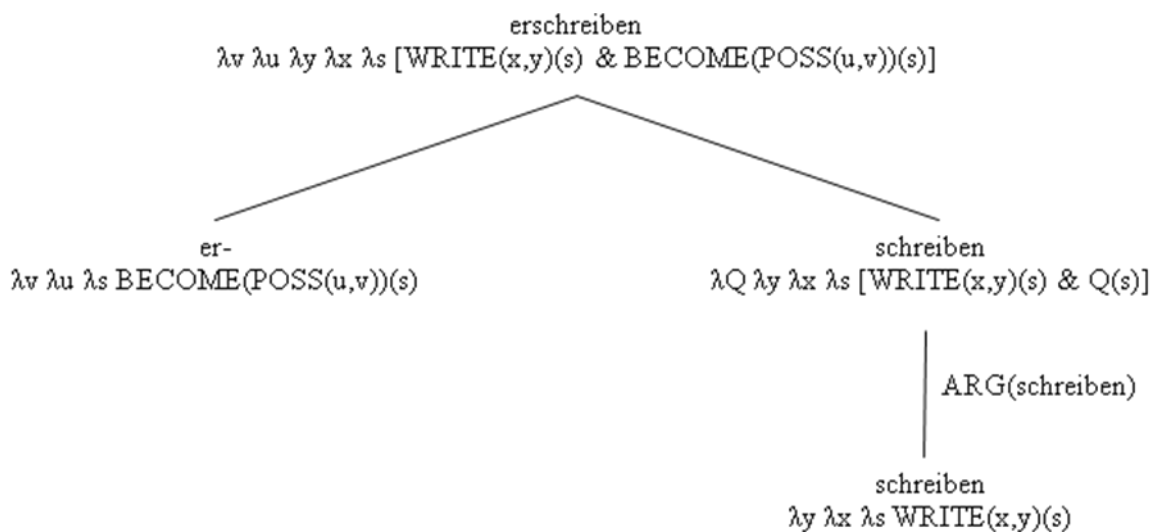 erschreiben
λv λu λy λx λs [WRITE(x,y)(s) & BECOME(POSS(u,v))(s)]
er-
λv λu λs BECOME(POSS(u,v))(s)
schreiben
λQ λy λx λs [WRITE(x,y)(s) & Q(s)]
ARG(schreiben)
schreiben
λy λx λs WRITE(x,y)(s)